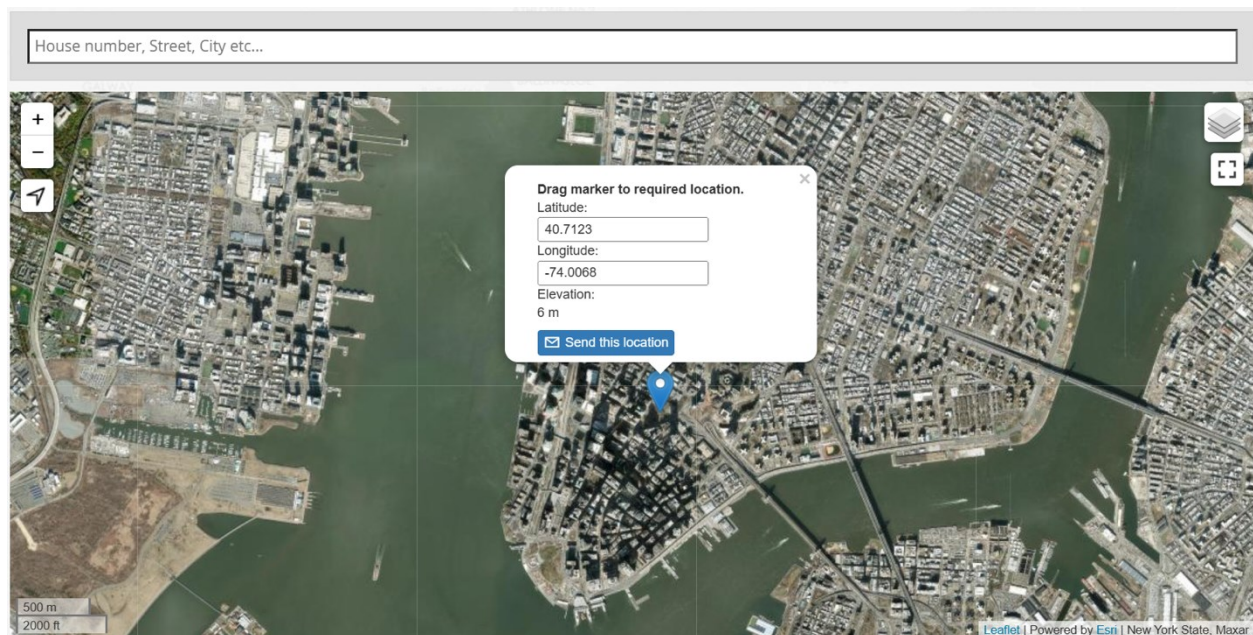 House number, Street, City etc...
+
−
×
Drag marker to required location.
Latitude:
40.7123
Longitude:
-74.0068
Elevation:
6 m
Send this location
500 m
2000 ft
Leaflet | Powered by Esri | New York State, Maxar